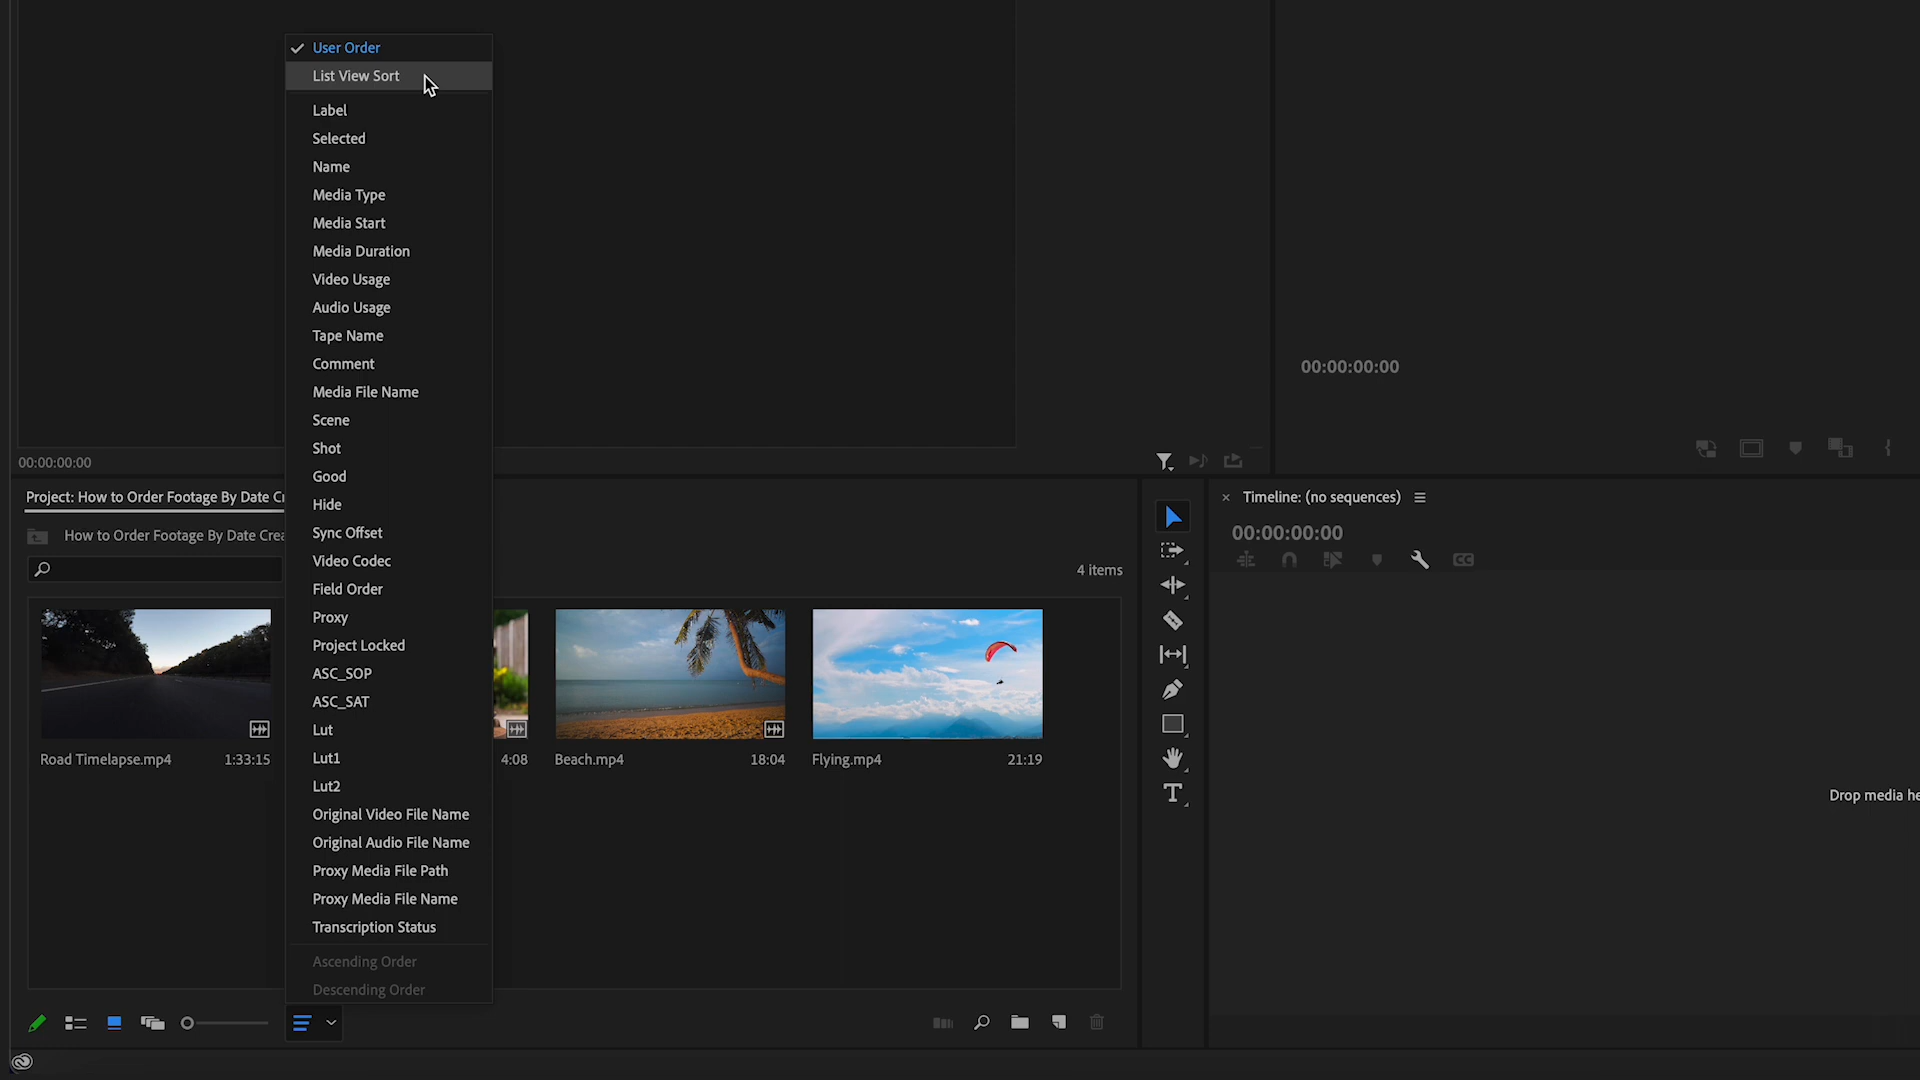 User Order
List View Sort
Label
Selected
Name
Media Type
Media Start
Media Duration
Video Usage
Audio Usage
Tape Name
Comment
Media File Name
Scene
Shot
Good
Hide
Sync Offset
Video Codec
Field Order
Proxy
Project Locked
ASC_SOP
ASC_SAT
Lut
Lut1
Lut2
Original Video File Name
Original Audio File Name
Proxy Media File Path
Proxy Media File Name
Transcription Status
Ascending Order
Descending Order
00:00:00:00
00:00:00:00
Project: How to Order Footage By Date Cr
How to Order Footage By Date Crea
4 items
Road Timelapse.mp4 1:33:15
4:08
Beach.mp4 18:04
Flying.mp4 21:19
T
Timeline: (no sequences)
00:00:00:00
CC
Drop media he